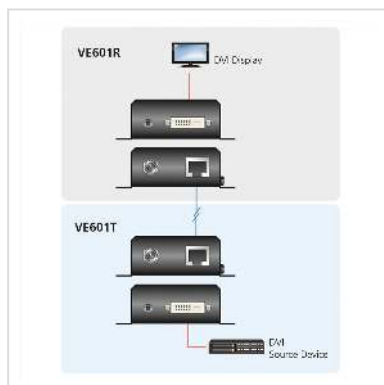 VE601R
DVI Display
VE601T
DVI
Source Device